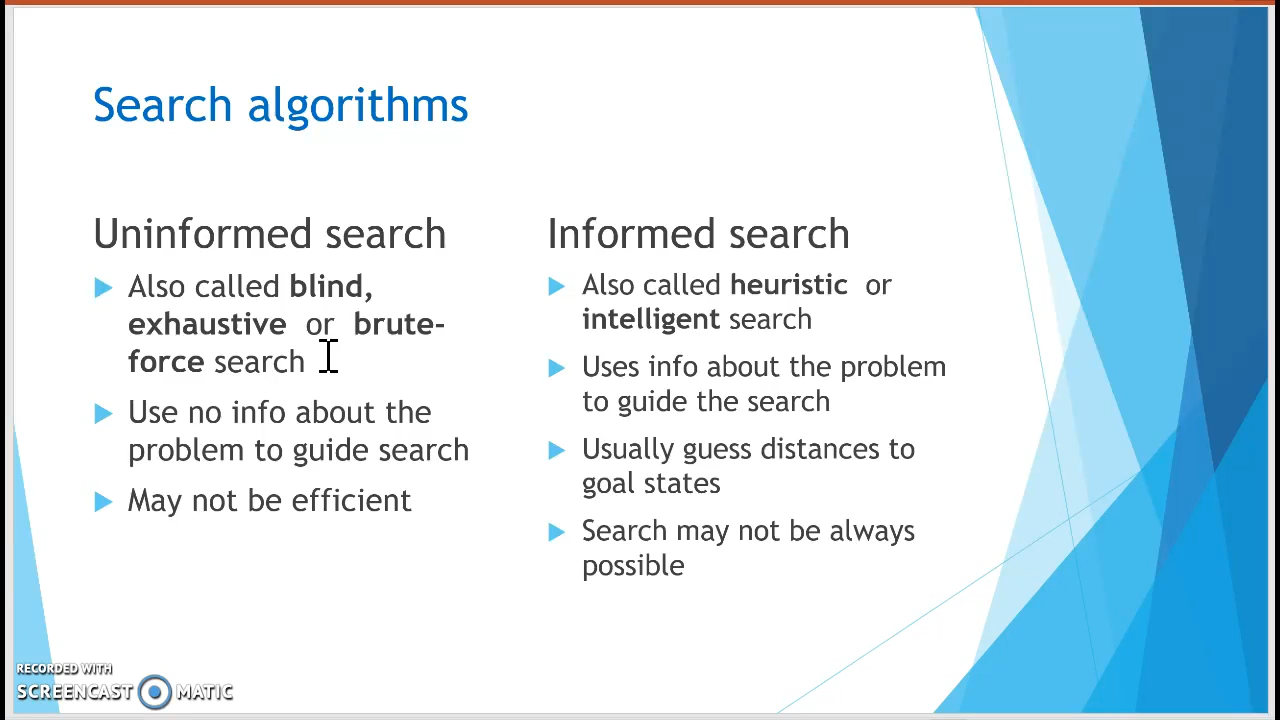 Search algorithms
Uninformed search
Also called blind,
exhaustive or brute-
force search
Use no info about the
problem to guide search
May not be efficient
Informed search
Also called heuristic or
intelligent search
Uses info about the problem
to guide the search
Usually guess distances to
goal states
Search may not be always
possible
RECORDED WITH
SCREENCAST MATIC